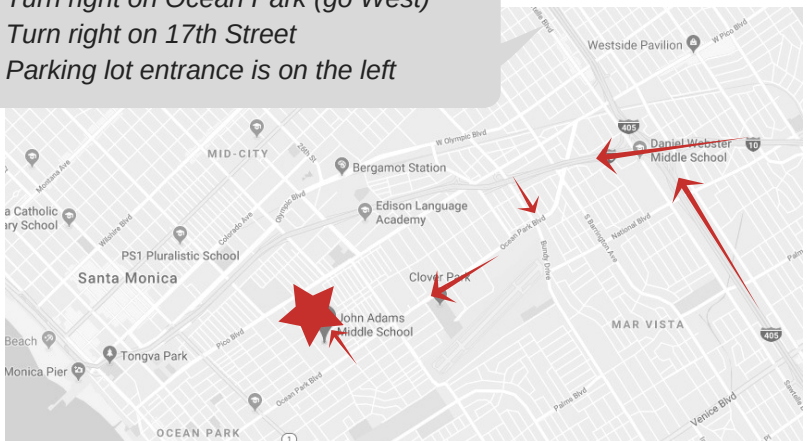 Turn right on Ocean Park (go West)
Turn right on 17th Street
Parking lot entrance is on the left
Westside Pavilion
W Pico Blvd
W Olympic Blvd
405
Daniel Webster
Middle School
10
MID-CITY
26th St
Bergamot Station
Montana Ave
a Catholic
ary School
Wilshire Blvd
Colorado Ave
Olympic Blvd
Edison Language
Academy
Ocean Park Blvd
S Barrington Ave
National Blvd
Bundy Drive
Palm
PS1 Pluralistic School
Santa Monica
Clover Park
John Adams
Middle School
MAR VISTA
405
Beach
Pico Blvd
Tongva Park
Monica Pier
Ocean Park Blvd
Palms Blvd
Venice Blvd
Sawtelle
OCEAN PARK
1
Pl